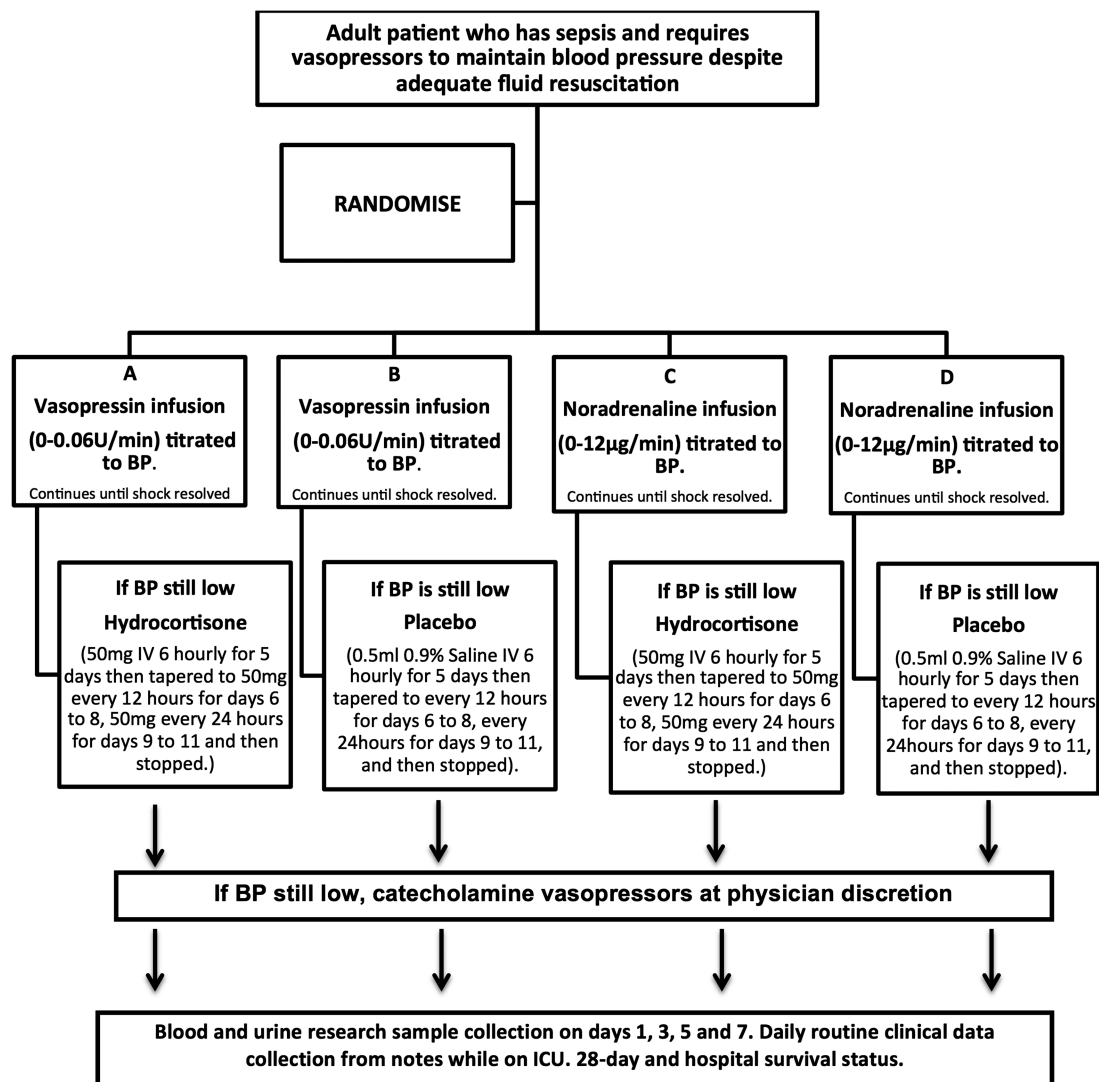 Adult patient who has sepsis and requires
vasopressors to maintain blood pressure despite
adequate fluid resuscitation
RANDOMISE
A
Vasopressin infusion
(0-0.06U/min) titrated
to BP.
Continues until shock resolved
B
Vasopressin infusion
(0-0.06U/min) titrated
to BP.
Continues until shock resolved.
C
Noradrenaline infusion
(0-12μg/min) titrated to
BP.
Continues until shock resolved.
D
Noradrenaline infusion
(0-12μg/min) titrated to
BP.
Continues until shock resolved.
If BP still low
Hydrocortisone
(50mg IV 6 hourly for 5
days then tapered to 50mg
every 12 hours for days 6
to 8, 50mg every 24 hours
for days 9 to 11 and then
stopped.)
If BP is still low
Placebo
(0.5ml 0.9% Saline IV 6
hourly for 5 days then
tapered to every 12 hours
for days 6 to 8, every
24hours for days 9 to 11,
and then stopped).
If BP is still low
Hydrocortisone
(50mg IV 6 hourly for 5
days then tapered to 50mg
every 12 hours for days 6
to 8, 50mg every 24 hours
for days 9 to 11 and then
stopped.)
If BP is still low
Placebo
(0.5ml 0.9% Saline IV 6
hourly for 5 days then
tapered to every 12 hours
for days 6 to 8, every
24hours for days 9 to 11,
and then stopped).
If BP still low, catecholamine vasopressors at physician discretion
Blood and urine research sample collection on days 1, 3, 5 and 7. Daily routine clinical data
collection from notes while on ICU. 28-day and hospital survival status.